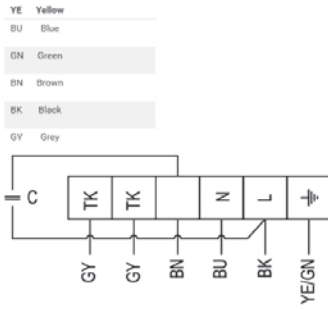 YE Yellow
BU Blue
GN Green
BN Brown
BK Black
GY Grey
C TK TK N L
GY GY BN BU BK YE/GN